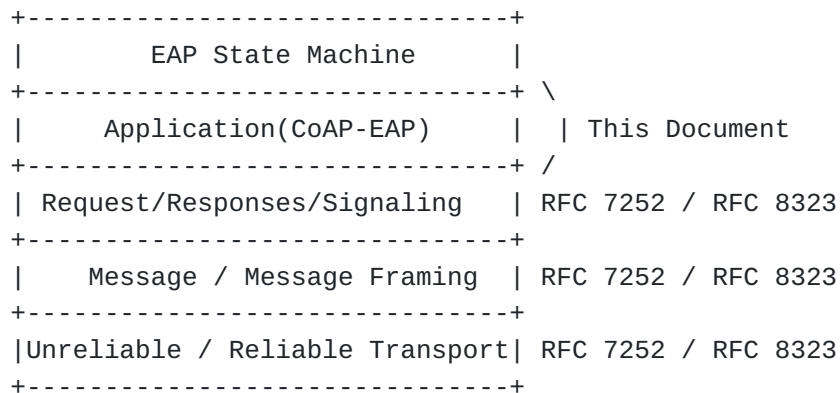 +-------------------------------+
|        EAP State Machine      |
+-------------------------------+ \
|     Application(CoAP-EAP)     |  | This Document
+-------------------------------+ /
| Request/Responses/Signaling   | RFC 7252 / RFC 8323
+-------------------------------+
|    Message / Message Framing  | RFC 7252 / RFC 8323
+-------------------------------+
|Unreliable / Reliable Transport| RFC 7252 / RFC 8323
+-------------------------------+